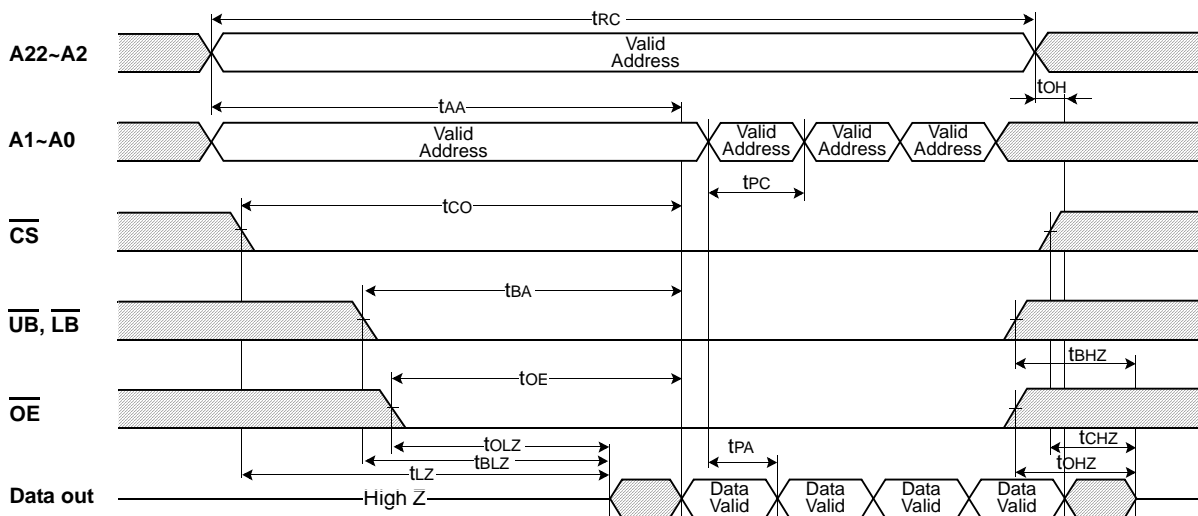 tRC
A22~A2
Valid
Address
tOH
tAA
A1~A0
Valid
Address
Valid
Address
Valid
Address
Valid
Address
tPC
tCO
CS
tBA
UB, LB
tBHZ
tOE
OE
tOLZ
tBLZ
tLZ
tPA
tCHZ
tOHZ
Data out
High Z
Data
Valid
Data
Valid
Data
Valid
Data
Valid